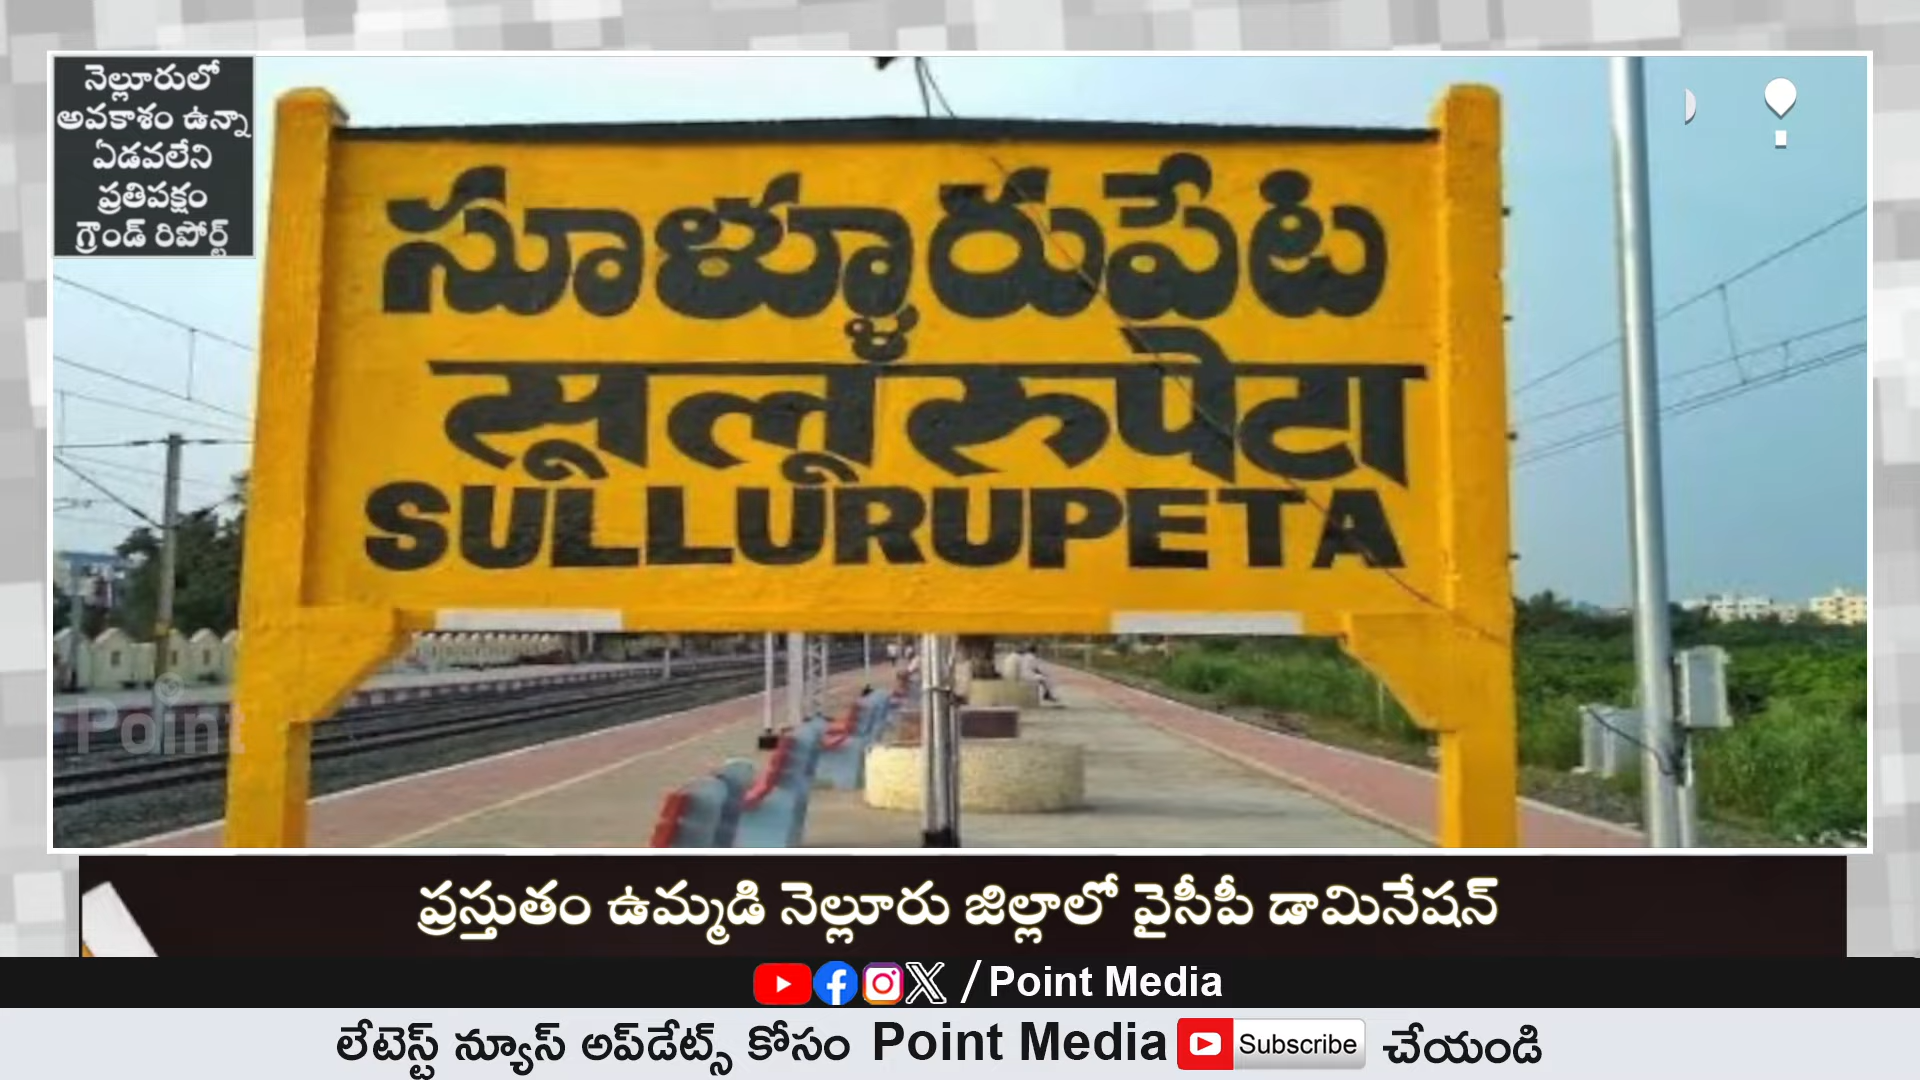 నెల్లూరులో
అవకాశం ఉన్నా
ఏడవలేని
ప్రతిపక్షం
గ్రౌండ్ రిపోర్ట్
సూళ్ళూరుపేట
सूलूरुपेटा
SULLURUPETA
Point
ప్రస్తుతం ఉమ్మడి నెల్లూరు జిల్లాలో వైసీపీ డామినేషన్
/ Point Media
లేటెస్ట్ న్యూస్ అప్‌డేట్స్ కోసం Point Media Subscribe చేయండి